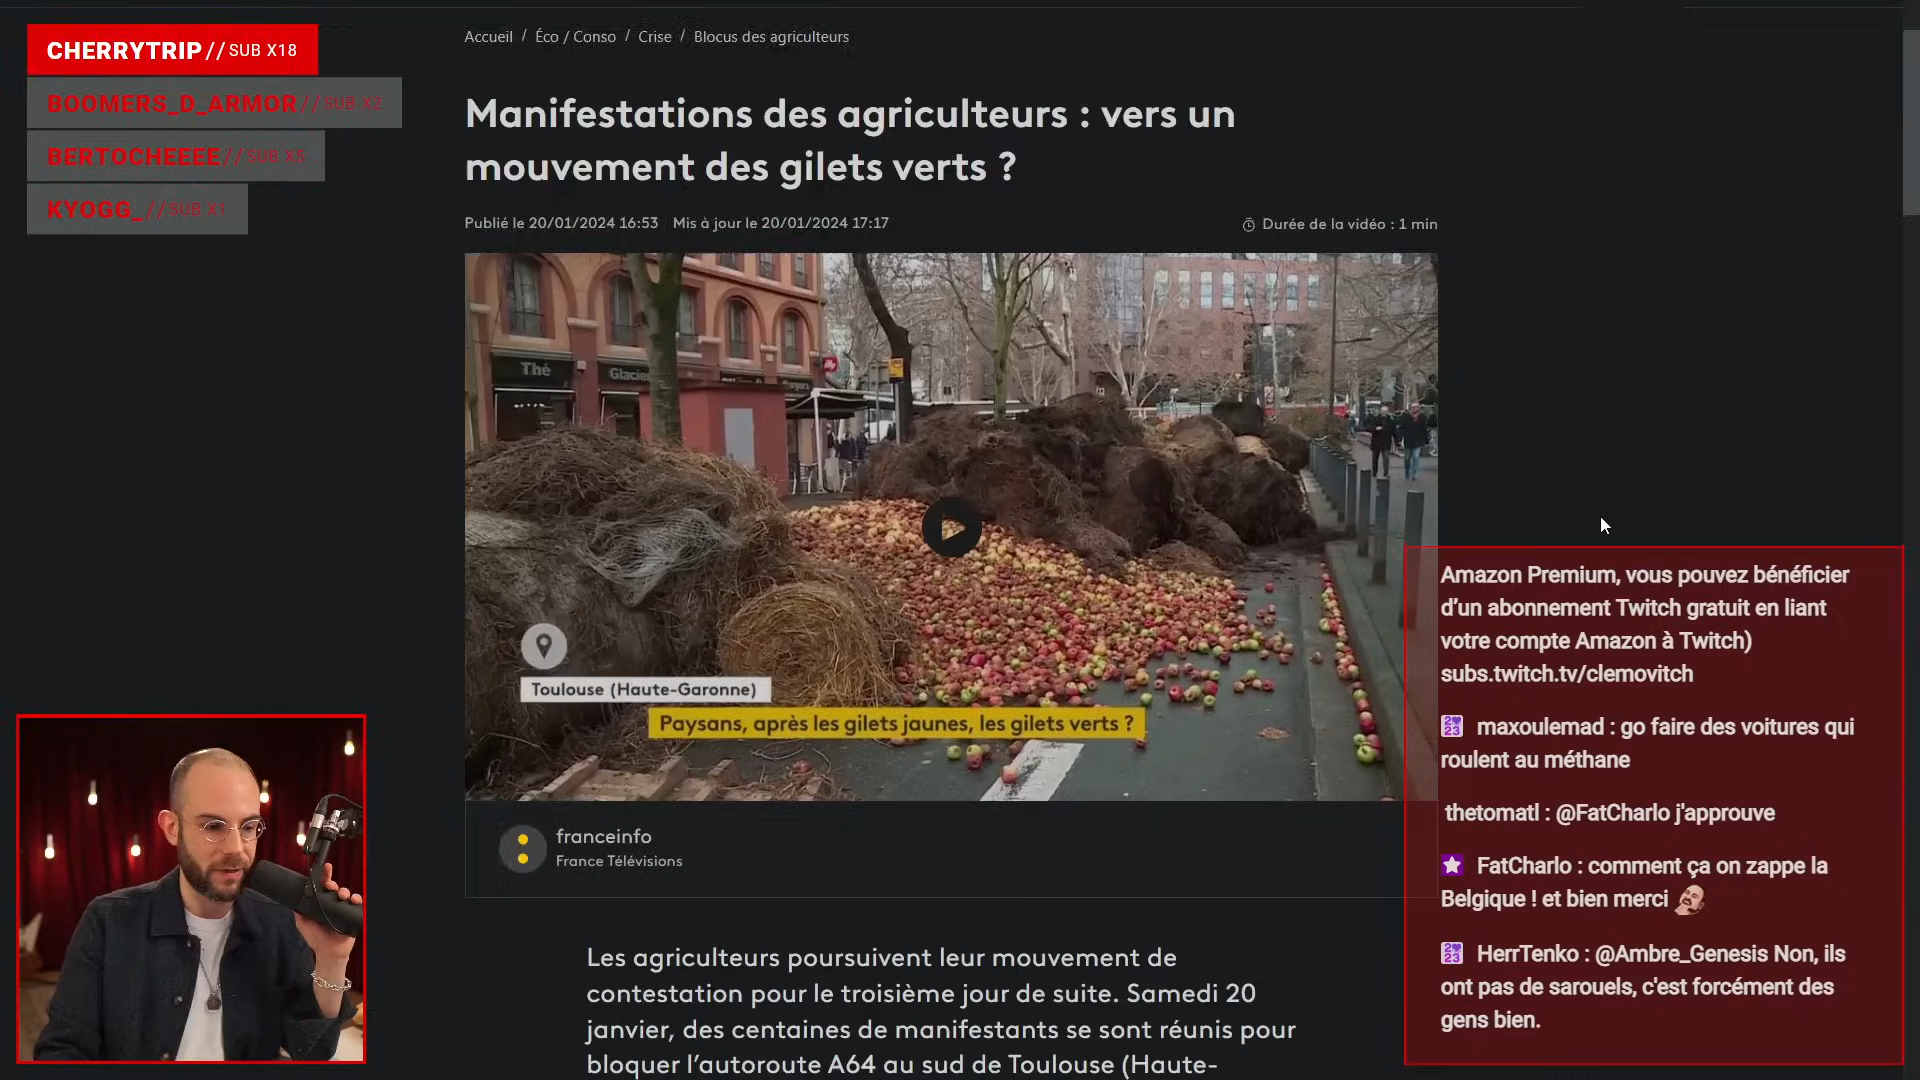 CHERRYTRIP // SUB X18
BOOMERS_D_ARMOR // SUB X2
BERTOCHEEEE // SUB X5
KYOGG_ // SUB X1
Accueil / Éco / Conso / Crise / Blocus des agriculteurs
Manifestations des agriculteurs : vers un
mouvement des gilets verts ?
Publié le 20/01/2024 16:53 Mis à jour le 20/01/2024 17:17
Durée de la vidéo : 1 min
Thé
Glacier
Toulouse (Haute-Garonne)
Paysans, après les gilets jaunes, les gilets verts ?
franceinfo
France Télévisions
Les agriculteurs poursuivent leur mouvement de
contestation pour le troisième jour de suite. Samedi 20
janvier, des centaines de manifestants se sont réunis pour
bloquer l'autoroute A64 au sud de Toulouse (Haute-
Amazon Premium, vous pouvez bénéficier
d'un abonnement Twitch gratuit en liant
votre compte Amazon à Twitch)
subs.twitch.tv/clemovitch
maxoulemad : go faire des voitures qui
roulent au méthane
thetomatl : @FatCharlo j'approuve
FatCharlo : comment ça on zappe la
Belgique ! et bien merci
HerrTenko : @Ambre_Genesis Non, ils
ont pas de sarouels, c'est forcément des
gens bien.